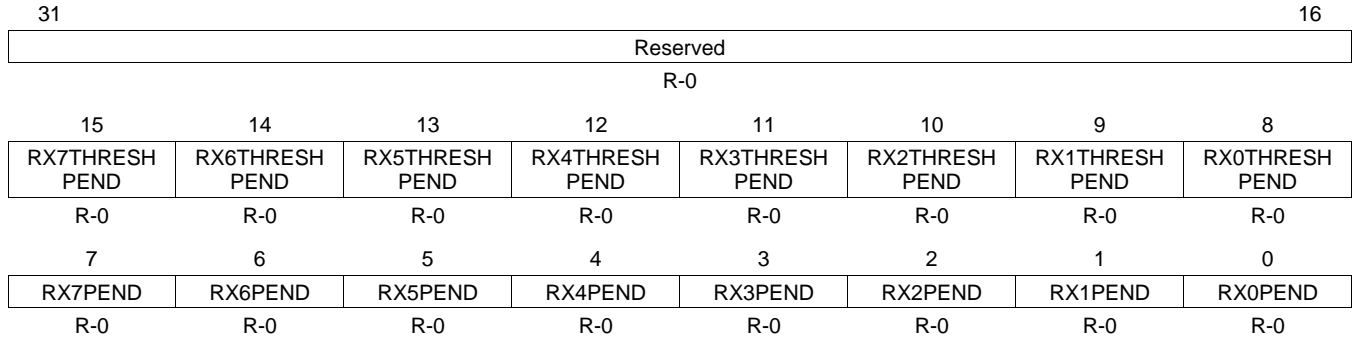 31 16
Reserved
R-0
15 14 13 12 11 10 9 8
RX7THRESH RX6THRESH RX5THRESH RX4THRESH RX3THRESH RX2THRESH RX1THRESH RX0THRESH
PEND PEND PEND PEND PEND PEND PEND PEND
R-0 R-0 R-0 R-0 R-0 R-0 R-0 R-0
7 6 5 4 3 2 1 0
RX7PEND RX6PEND RX5PEND RX4PEND RX3PEND RX2PEND RX1PEND RX0PEND
R-0 R-0 R-0 R-0 R-0 R-0 R-0 R-0